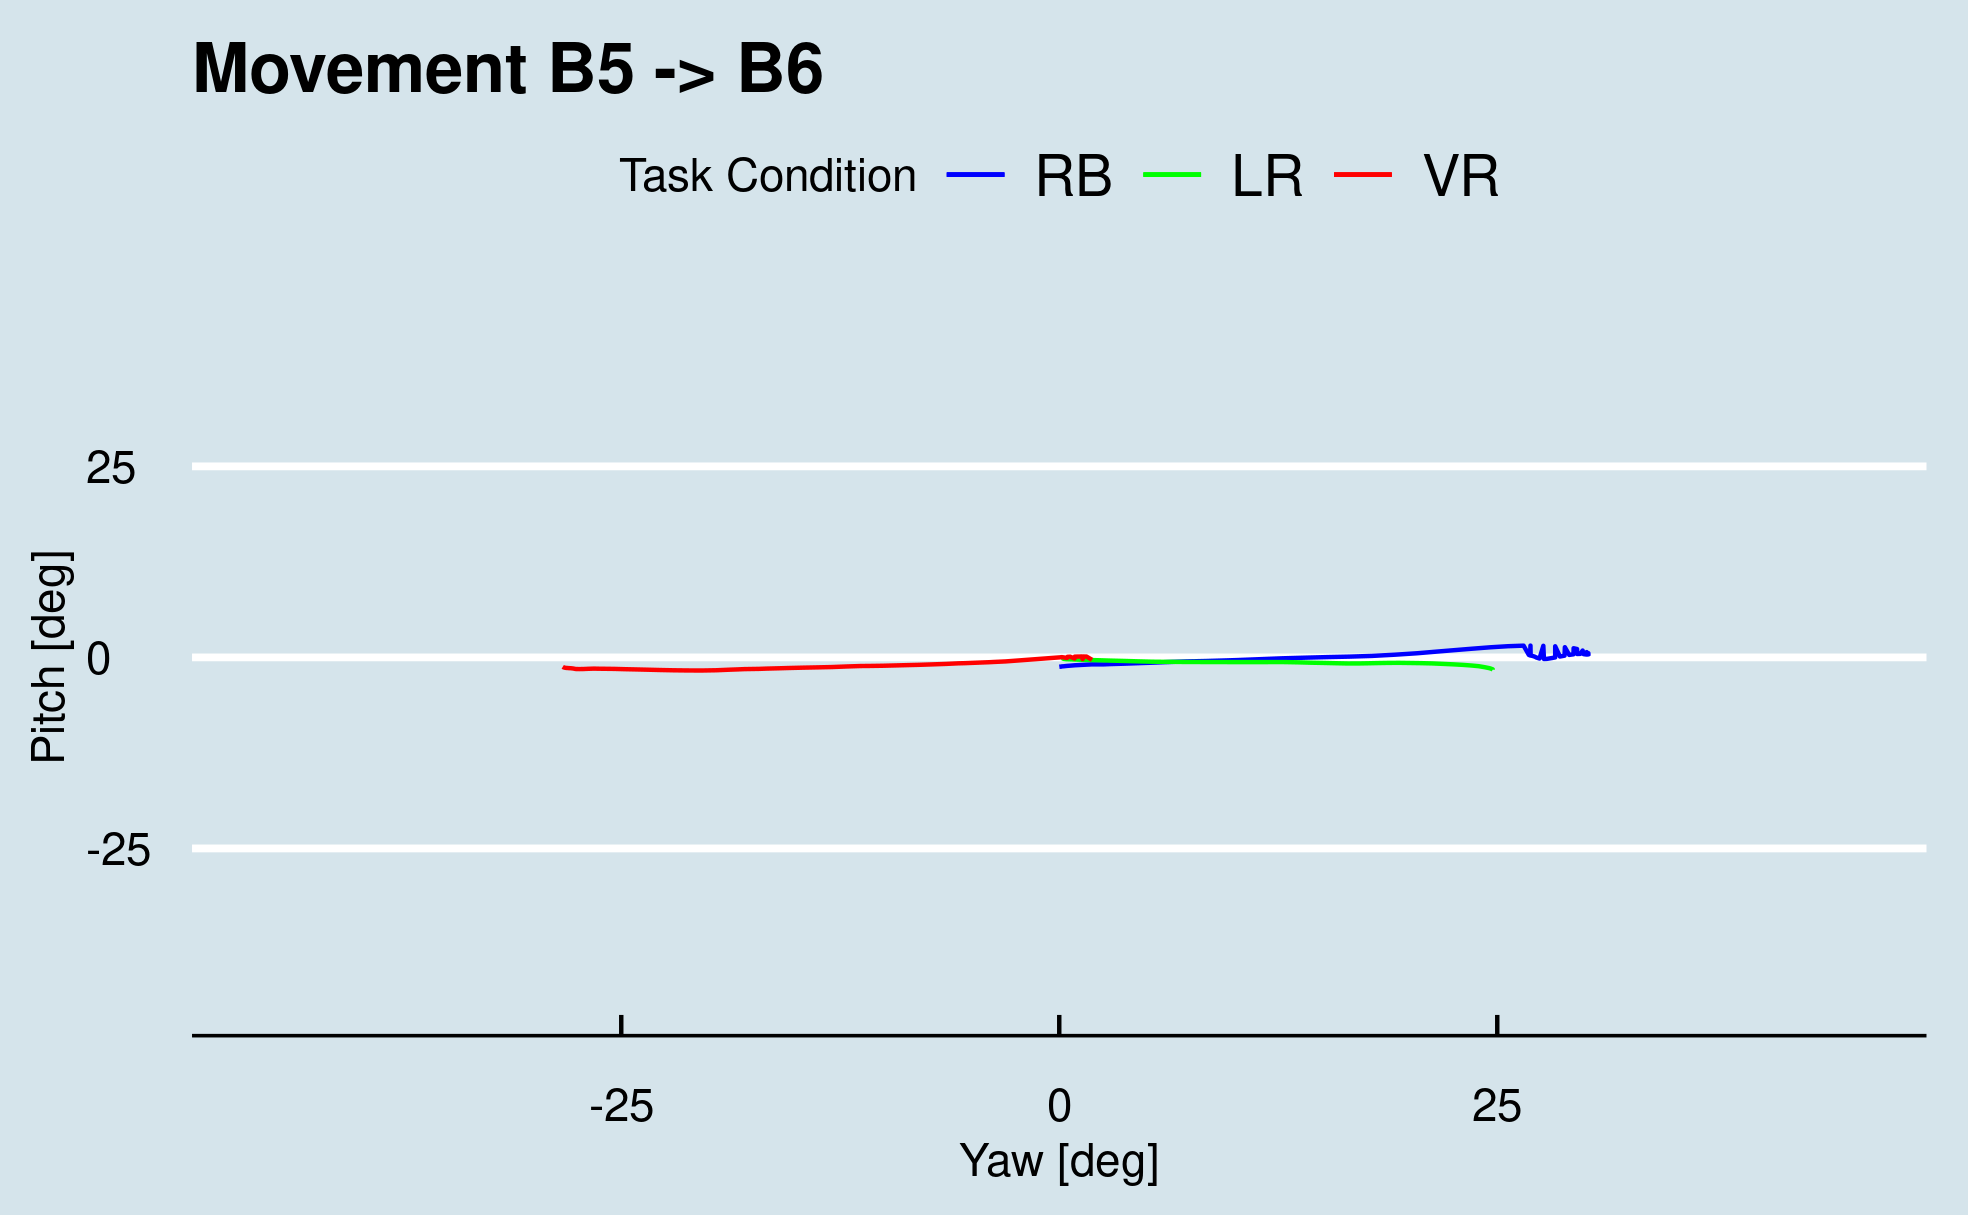 Movement B5 -> B6
Task Condition RB LR VR
25
0
-25
Pitch [deg]
-25 0 25
Yaw [deg]